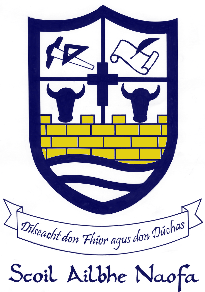 Dílseacht don Fhíor agus don Dúchas
Scoil Ailbhe Naofa